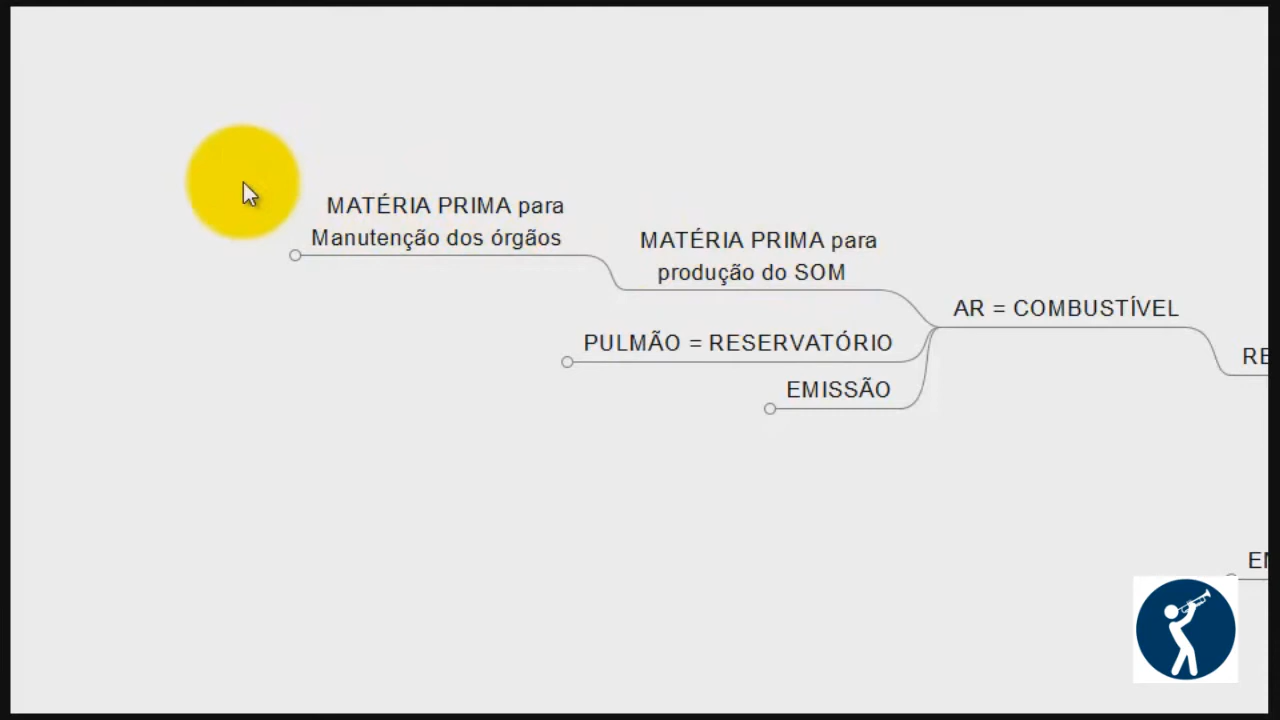 MATÉRIA PRIMA para
Manutenção dos órgãos
MATÉRIA PRIMA para
produção do SOM
AR = COMBUSTÍVEL
PULMÃO = RESERVATÓRIO
EMISSÃO